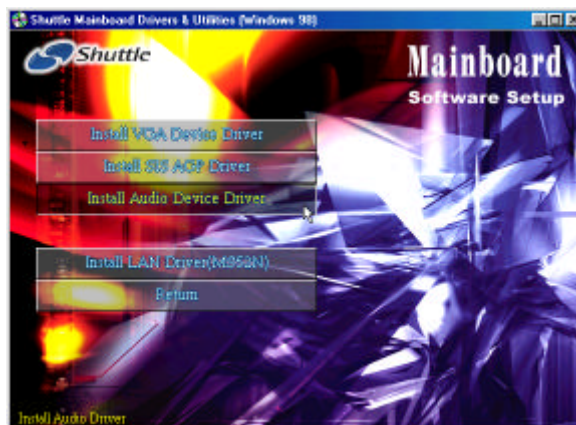 Shuttle Mainboard Drivers & Utilities (Windows 98)
Shuttle
Mainboard
Software Setup
Install VGA Device Driver
Install SIS AGP Driver
Install Audio Device Driver
Install LAN Driver(MS52N)
Return
Install Audio Driver